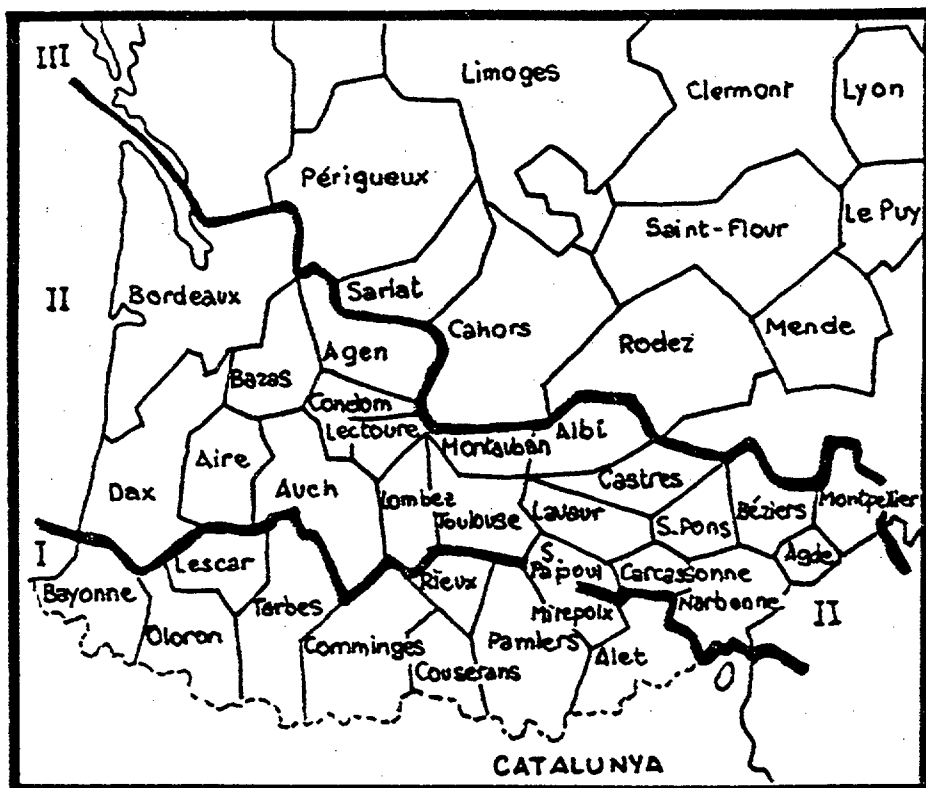 III
Limoges
Clermont
Lyon
Périgueux
Saint-Flour
Le Puy
II
Bordeaux
Sarlat
Cahors
Rodez
Mende
Agen
Bazas
Condom
Lectoure
Montauban
Albi
Aire
Auch
Dax
Lombez
Toulouse
Lavaur
Castres
S. Pons
Béziers
Montpellier
Agde
I
Bayonne
Lescar
Oloron
Tarbes
Rieux
S.
Papoul
Carcassonne
Mirepoix
Narbonne
II
Comminges
Pamiers
Alet
Couserans
CATALUNYA